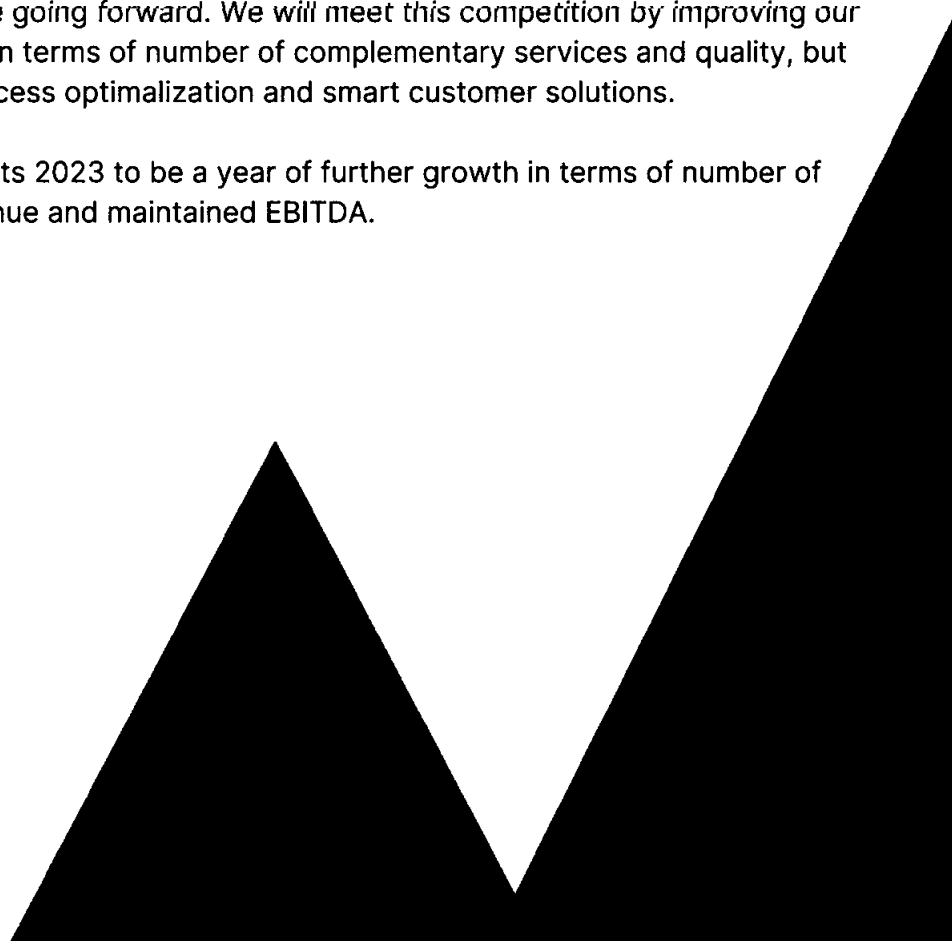 going forward. We will meet this competition by improving our
n terms of number of complementary services and quality, but
cess optimalization and smart customer solutions.
ts 2023 to be a year of further growth in terms of number of
nue and maintained EBITDA.